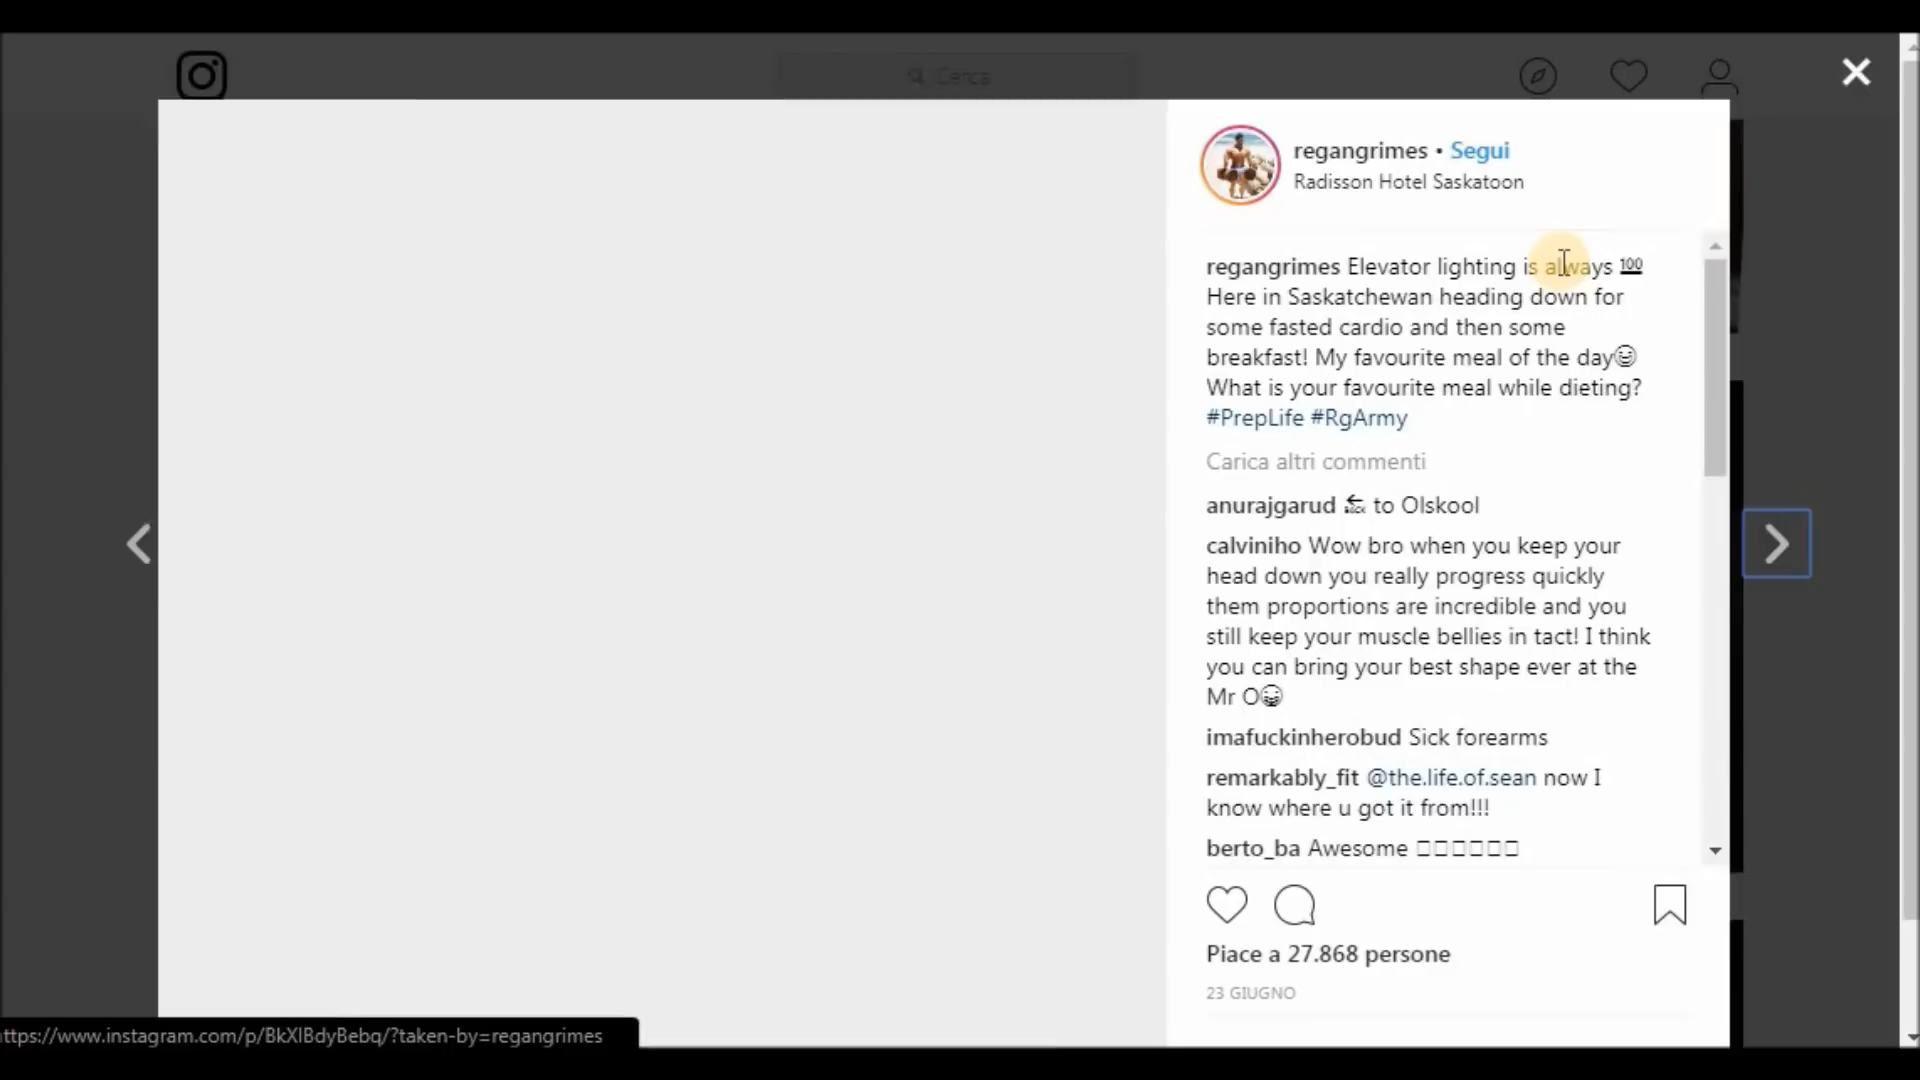 Cerca
regangrimes • Segui
Radisson Hotel Saskatoon
regangrimes Elevator lighting is always 💯
Here in Saskatchewan heading down for
some fasted cardio and then some
breakfast! My favourite meal of the day😃
What is your favourite meal while dieting?
#PrepLife #RgArmy
Carica altri commenti
anurajgarud 🔙 to Olskool
calviniho Wow bro when you keep your
head down you really progress quickly
them proportions are incredible and you
still keep your muscle bellies in tact! I think
you can bring your best shape ever at the
Mr O😀
imafuckinherobud Sick forearms
remarkably_fit @the.life.of.sean now I
know where u got it from!!!
berto_ba Awesome □□□□□□
Piace a 27.868 persone
23 GIUGNO
ttps://www.instagram.com/p/BkXlBdyBebq/?taken-by=regangrimes